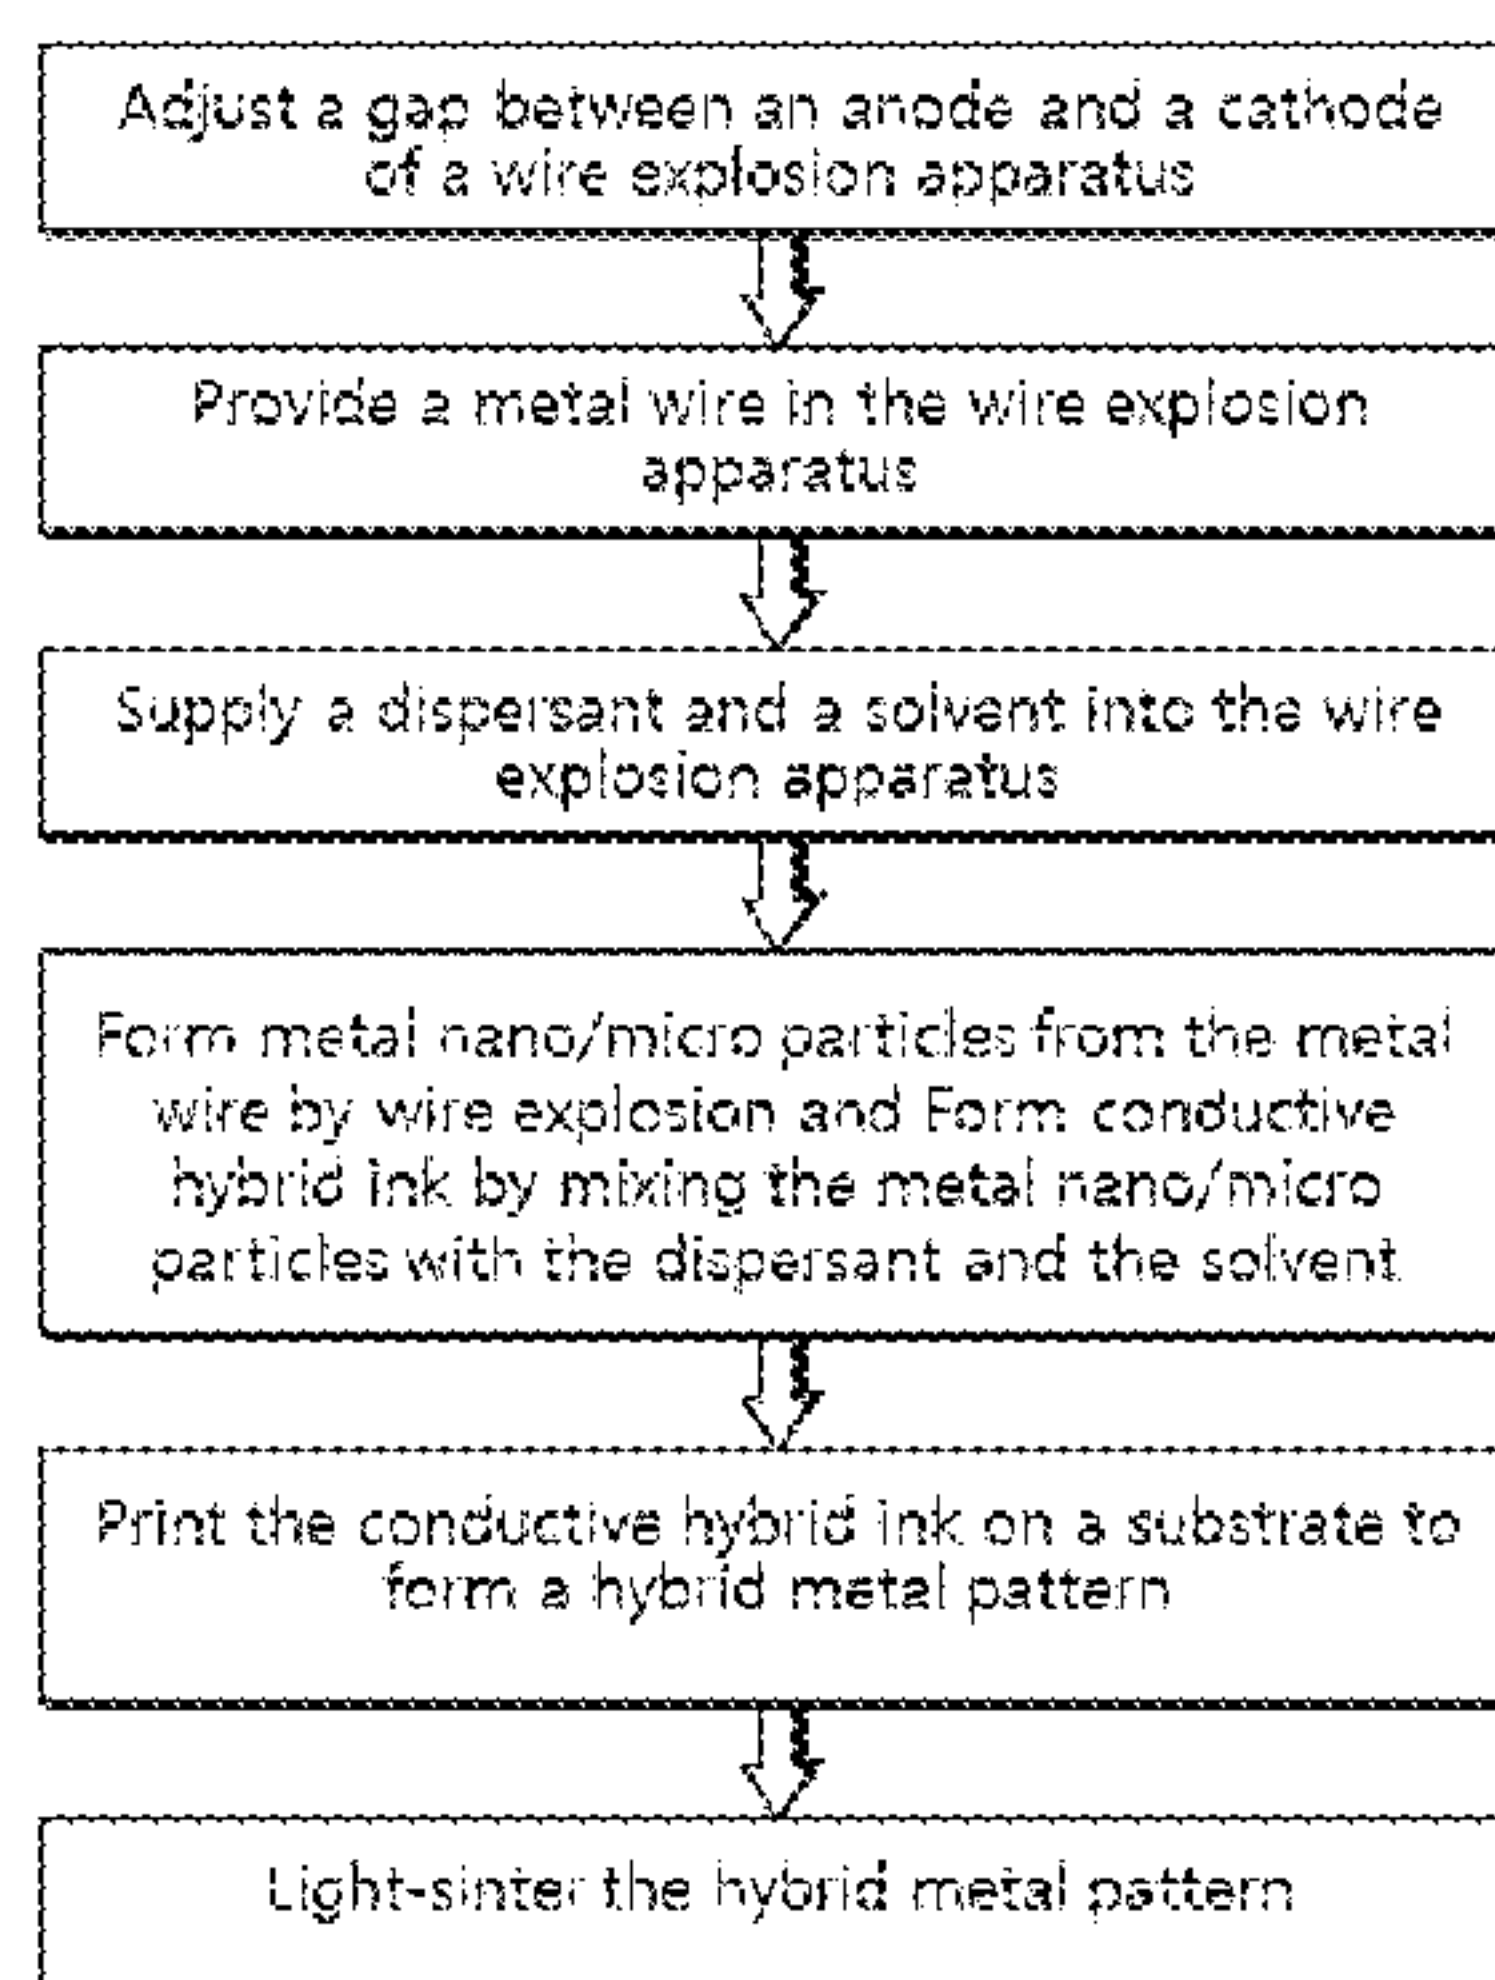 Adjust a gap between an anode and a cathode
of a wire explosion apparatus
Provide a metal wire in the wire explosion
apparatus
Supply a dispersant and a solvent into the wire
explosion apparatus
Form metal nano/micro particles from the metal
wire by wire explosion and Form conductive
hybrid ink by mixing the metal nano/micro
particles with the dispersant and the solvent
Print the conductive hybrid ink on a substrate to
form a hybrid metal pattern
Light-sinter the hybrid metal pattern